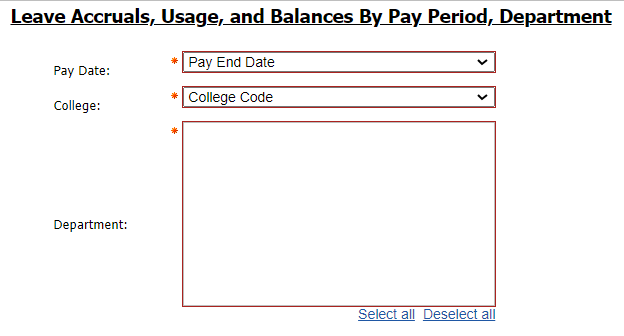 Leave Accruals, Usage, and Balances By Pay Period, Department
Pay Date: * Pay End Date
College: * College Code
*
Department:
Select all Deselect all